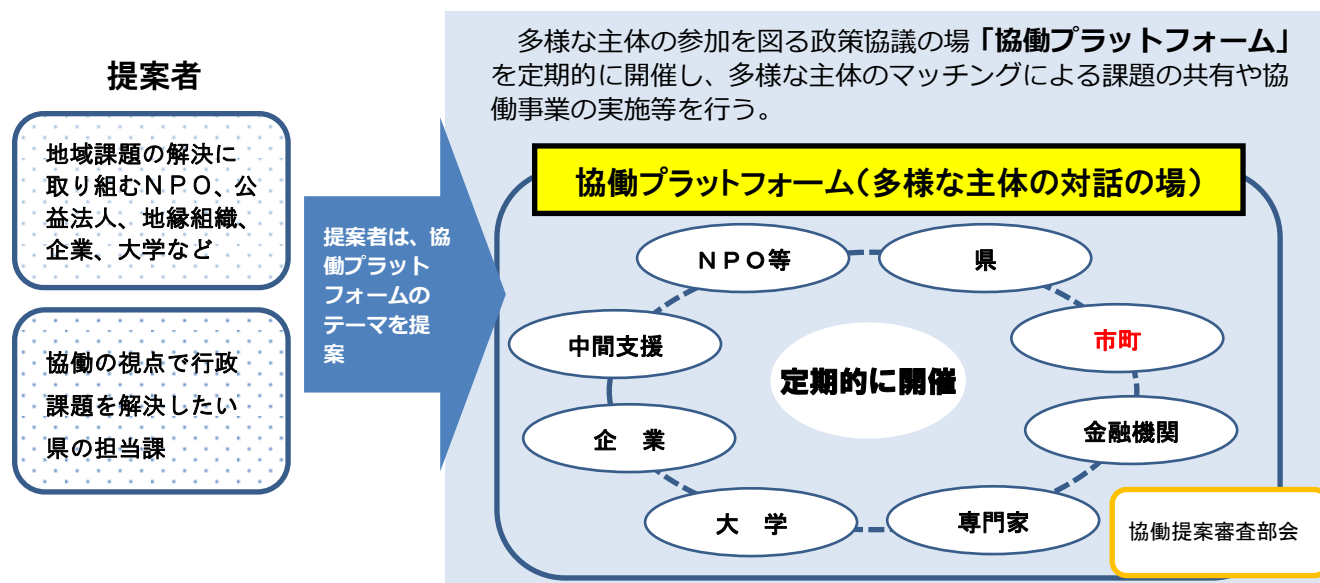 提案者
地域課題の解決に
取り組むＮＰＯ、公
益法人、地縁組織、
企業、大学など
協働の視点で行政
課題を解決したい
県の担当課
提案者は、協
働プラット
フォームの
テーマを提
案
多様な主体の参加を図る政策協議の場「協働プラットフォーム」
を定期的に開催し、多様な主体のマッチングによる課題の共有や協
働事業の実施等を行う。
協働プラットフォーム（多様な主体の対話の場）
ＮＰＯ等
県
中間支援
市町
定期的に開催
企　業
金融機関
大　学
専門家
協働提案審査部会